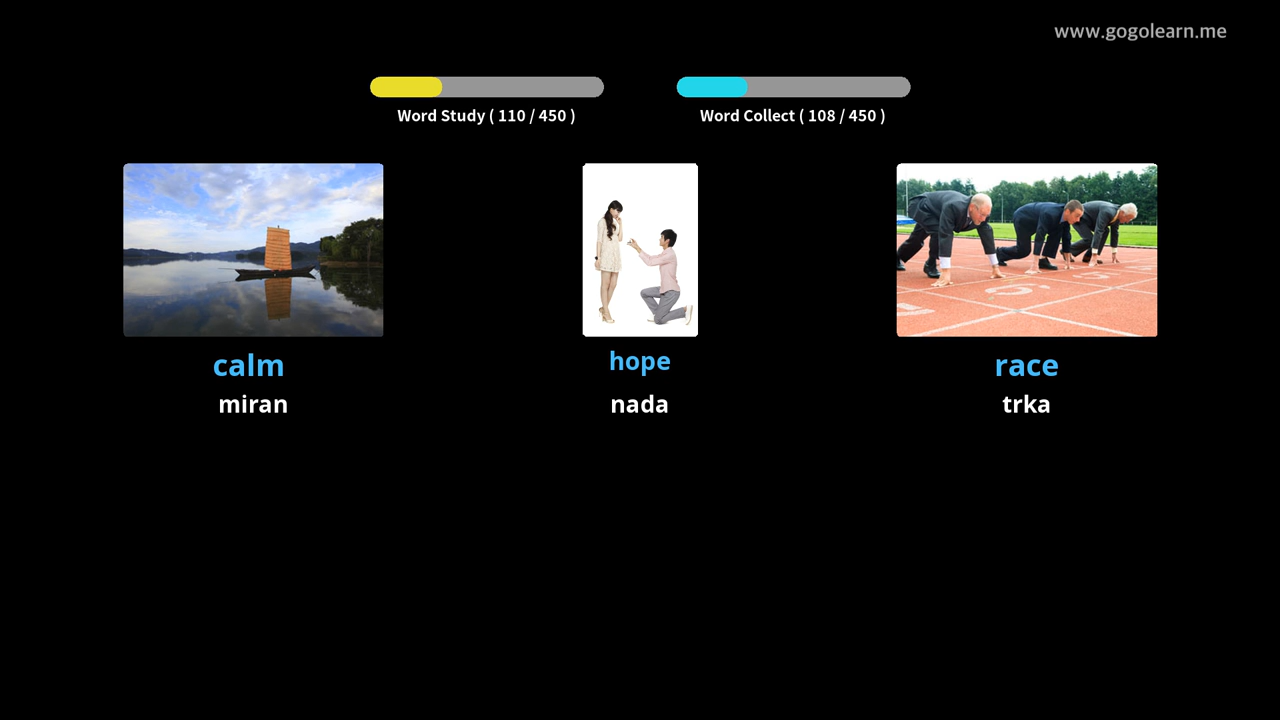 www.gogolearn.me
Word Study ( 110 / 450 )
Word Collect ( 108 / 450 )
calm
hope
race
miran
nada
trka